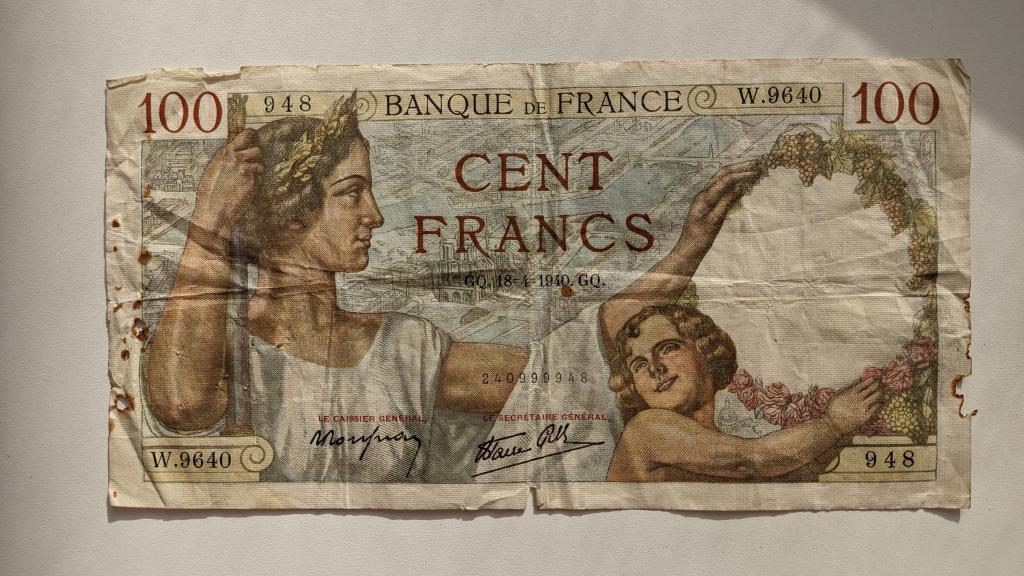 100 948 BANQUE DE FRANCE W.9640 100
CENT
FRANCS
GQ. 18-4-1940. GQ.
240999948
LE CAISSIER GÉNÉRAL, LE SECRÉTAIRE GÉNÉRAL,
W.9640 948